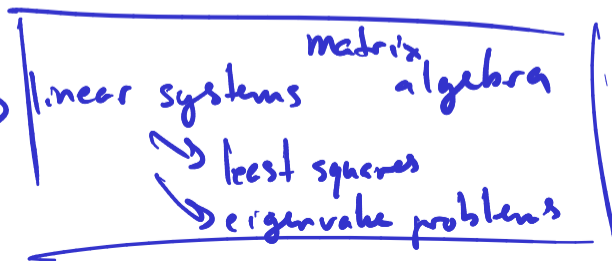 matrix
linear systems algebra
↘ least squares
↘ eigenvalue problems